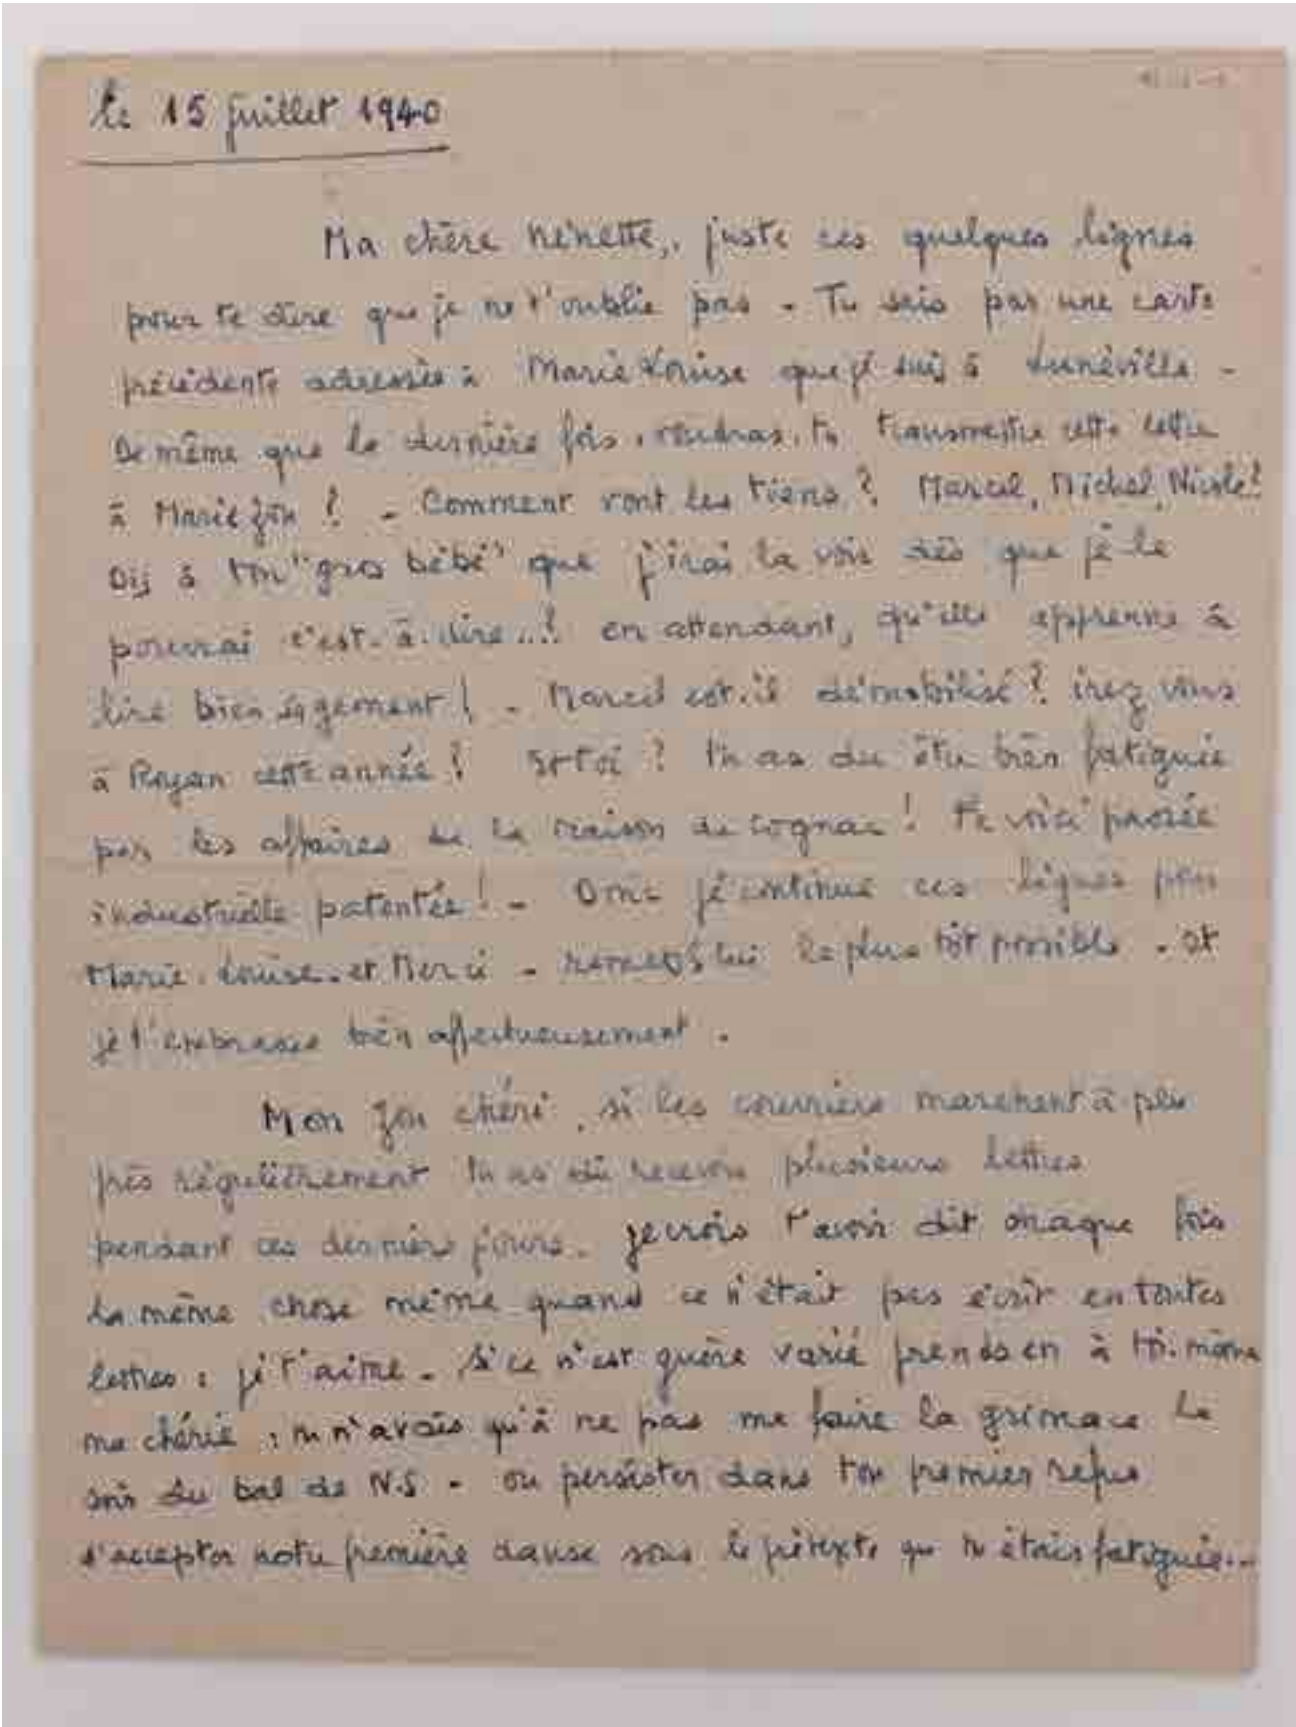 le 15 juillet 1940
Ma chère Nénette, juste ces quelques lignes
pour te dire que je ne t'oublie pas - Tu sais par une carte
précédente adressée à Marie Louise que je suis à Lunéville -
De même que la dernière fois, voudras-tu transmettre cette lettre
à Marie Jou ? - Comment vont les tiens ? Marcel, Michel, Nicole ?
Dis à ton "gros bébé" que j'irai la voir dès que je le
pourrai c'est-à-dire...? en attendant, qu'elle apprenne à
lire bien sagement ! - Marcel est-il démobilisé ? irez vous
à Royan cette année ? Et toi ? tu as du être bien fatiguée
par les affaires de la maison de cognac ! te voici passée
industrielle patentée ! - Donc je continue ces lignes pour
Marie-Louise - et Merci - remets lui le plus tôt possible - et
je t'embrasse bien affectueusement.
Mon Jou chéri, si les courriers marchent à peu
près régulièrement tu as dû recevoir plusieurs lettres
pendant ces derniers jours. je crois t'avoir dit chaque fois
la même chose même quand ce n'était pas écrit en toutes
lettres : je t'aime - Si ce n'est guère varié prends en à toi-même
ma chérie : tu n'avais qu'à ne pas me faire la grimace le
soir du bal de N.S - ou persister dans ton premier refus
d'accepter notre première danse sous le prétexte que tu étais fatiguée...